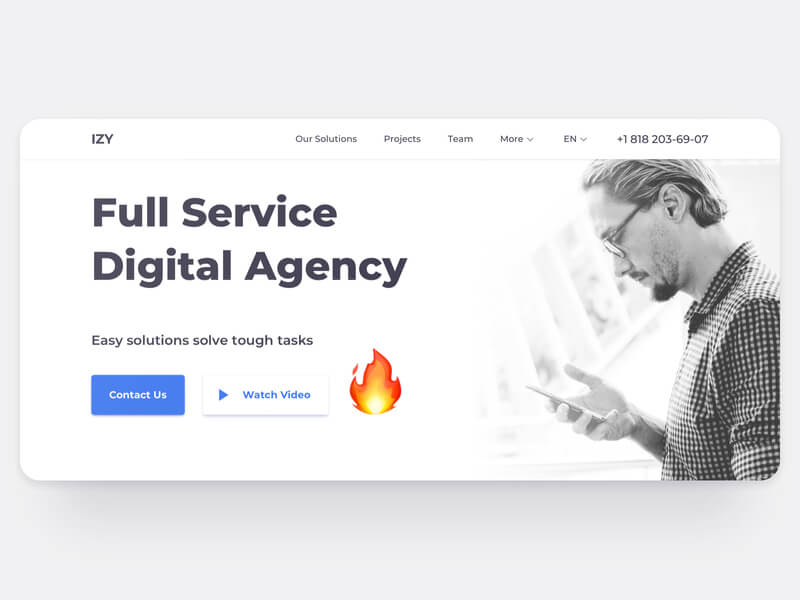 IZY
Our Solutions Projects Team More EN +1 818 203-69-07
Full Service
Digital Agency
Easy solutions solve tough tasks
Contact Us
Watch Video